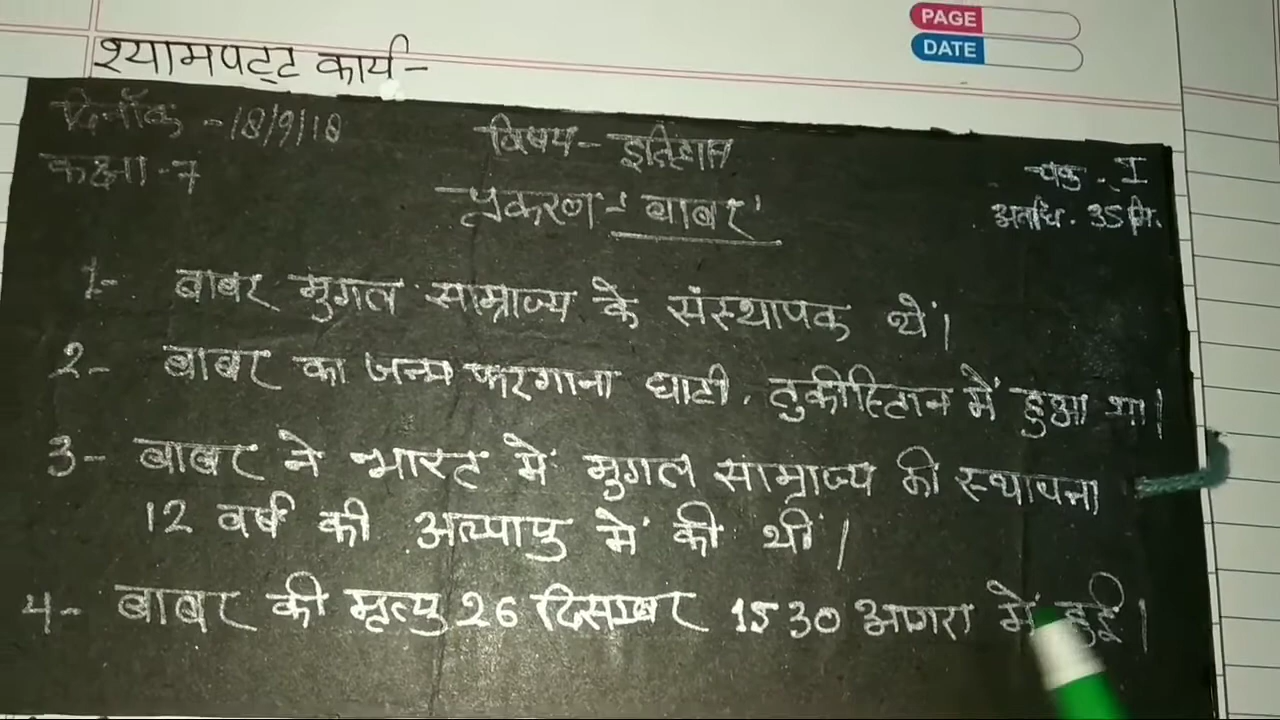 PAGE
DATE
श्यामपट्ट कार्य -
दिनाँक - 18/9/18
विषय - इतिहास
कक्षा - 7
चक्र - I
प्रकरण - 'बाबर'
अवधि - 35 मि.
1- बाबर मुगल साम्राज्य के संस्थापक थे।
2- बाबर का जन्म फरगाना घाटी, तुर्कीस्तान में हुआ था।
3- बाबर ने भारत में मुगल साम्राज्य की स्थापना
12 वर्ष की अल्पायु में की थीं।
4- बाबर की मृत्यु 26 दिसम्बर 1530 आगरा में हुई।